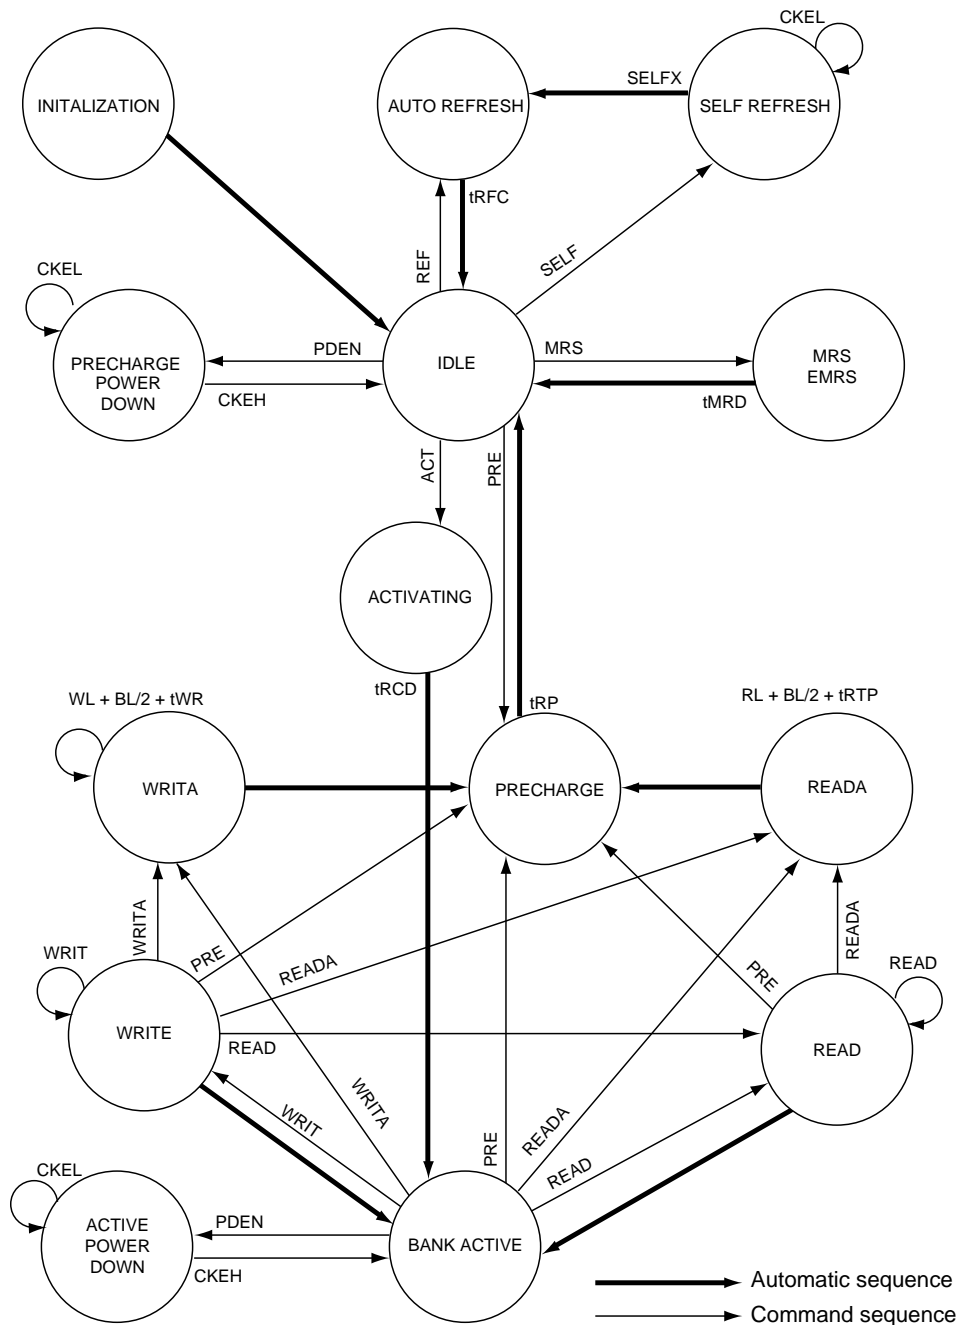 CKEL
SELFX
INITALIZATION
AUTO REFRESH
SELF REFRESH
tRFC
REF
SELF
CKEL
PDEN
MRS
PRECHARGE
POWER
DOWN
IDLE
MRS
EMRS
CKEH
tMRD
ACT
PRE
ACTIVATING
tRCD
WL + BL/2 + tWR
tRP
RL + BL/2 + tRTP
WRITA
PRECHARGE
READA
WRITA
PRE
READA
PRE
READA
WRIT
READ
WRITE
READ
READ
WRITA
WRIT
PRE
READA
READ
CKEL
ACTIVE
POWER
DOWN
PDEN
BANK ACTIVE
CKEH
Automatic sequence
Command sequence